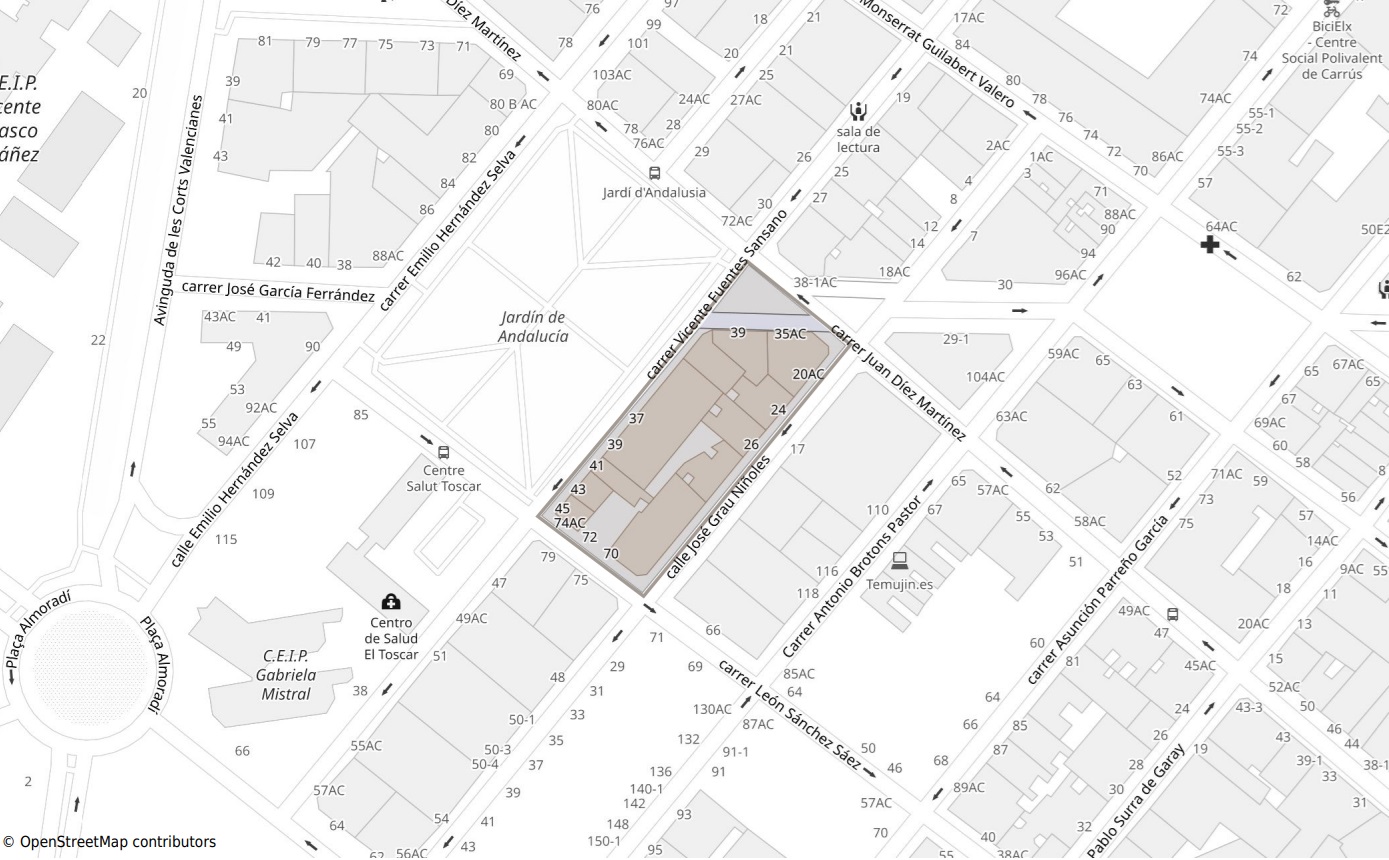 Díez Martínez
76
97
99
101
78
18
21
Monserrat Guilabert Valero
17AC
84
72
BiciElx
- Centre
Social Polivalent
de Carrús
74
81
79
77
75
73
71
69
20
21
25
103AC
39
E.I.P.
cente
asco
áñez
20
80 B AC
80AC
24AC
27AC
19
80
78
76
74
72
70
74AC
55-1
55-2
55-3
41
43
80
78
76AC
28
29
sala de
lectura
26
25
27
2AC
1AC
3
86AC
57
82
84
86
88AC
Jardí d'Andalusia
30
72AC
4
8
12
14
7
18AC
71
88AC
90
94
96AC
64AC
50E2
62
Avinguda de les Corts Valencianes
carrer Emilio Hernández Selva
42
40
38
carrer José García Ferrández
43AC
41
49
53
55
90
92AC
94AC
22
Jardín de
Andalucía
carrer Vicente Fuentes Sansano
38-1AC
30
39
35AC
20AC
24
26
37
39
41
43
45
74AC
72
70
carrer Juan Díez Martínez
29-1
104AC
59AC
65
63
61
63AC
67AC
65
65
67
69AC
60
58
calle Emilio Hernández Selva
85
107
109
115
Centre
Salut Toscar
17
calle José Grau Niñoles
65
67
57AC
55
53
51
62
58AC
52
71AC
73
75
59
57
56
14AC
16
18
9AC
55
110
116
118
Carrer Antonio Brotons Pastor
Temujin.es
carrer Asunción Parreño García
79
75
47
49AC
51
Centro
de Salud
El Toscar
C.E.I.P.
Gabriela
Mistral
38
Plaça Almoradí
Plaça Almoradí
71
66
69
carrer León Sánchez Sáez
85AC
64
49AC
47
45AC
20AC
13
15
52AC
60
81
64
66
68
48
29
31
33
35
37
39
41
43
50-1
50-3
50-4
54
56AC
55AC
57AC
64
62
66
2
130AC
87AC
132
91-1
91
136
140-1
142
148
150-1
93
95
50
46
57AC
70
85
87
89AC
40
38AC
55
24
26
28
30
32
19
Pablo Surra de Garay
43-3
43
50
46
44
39-1
33
38-1
31
© OpenStreetMap contributors